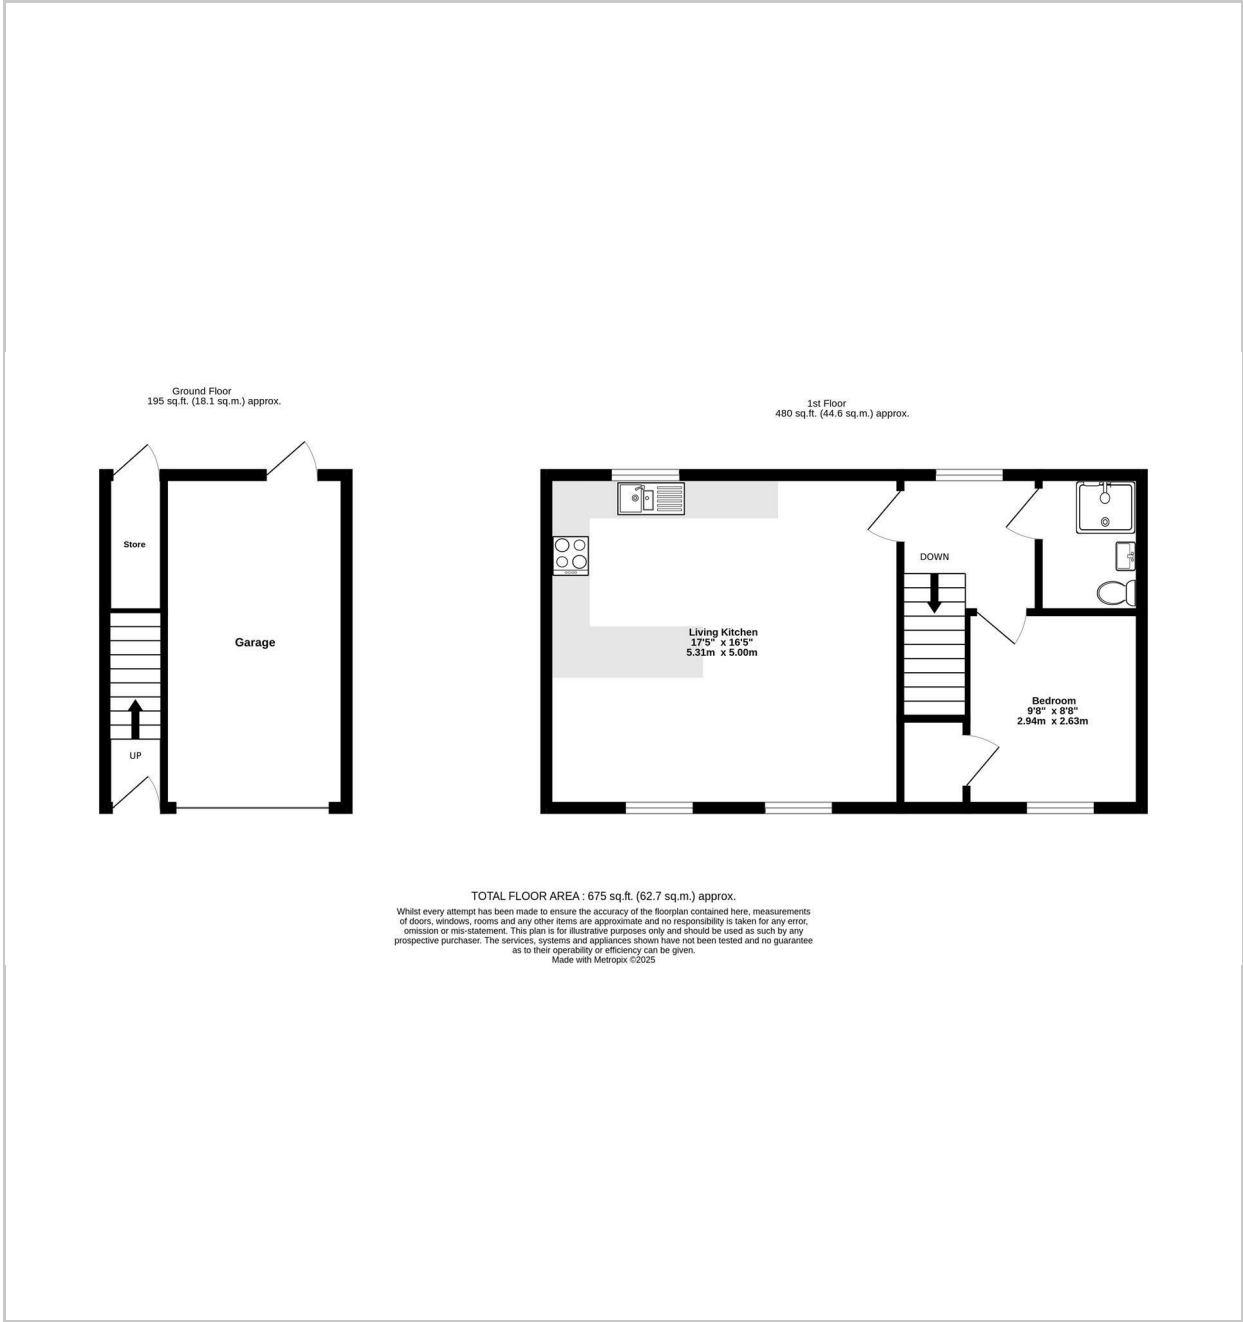 Ground Floor
195 sq.ft. (18.1 sq.m.) approx.
1st Floor
480 sq.ft. (44.6 sq.m.) approx.
Store
Garage
UP
DOWN
Living Kitchen
17'5" x 16'5"
5.31m x 5.00m
Bedroom
9'8" x 8'8"
2.94m x 2.63m
TOTAL FLOOR AREA : 675 sq.ft. (62.7 sq.m.) approx.
Whilst every attempt has been made to ensure the accuracy of the floorplan contained here, measurements
of doors, windows, rooms and any other items are approximate and no responsibility is taken for any error,
omission or mis-statement. This plan is for illustrative purposes only and should be used as such by any
prospective purchaser. The services, systems and appliances shown have not been tested and no guarantee
as to their operability or efficiency can be given.
Made with Metropix ©2025